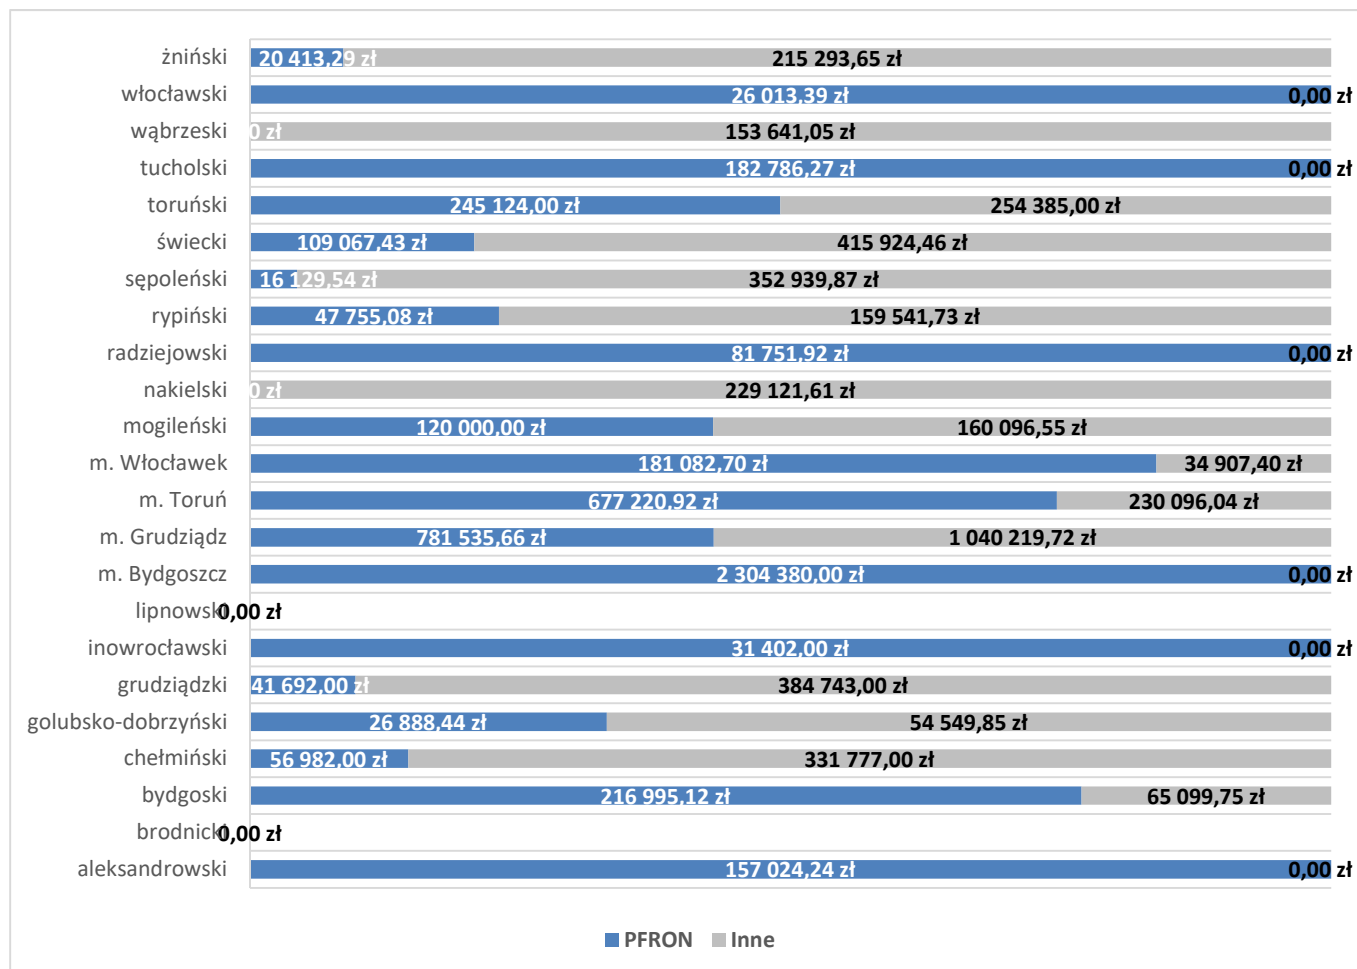 żniński 20 413,29 zł 215 293,65 zł
włocławski 26 013,39 zł 0,00 zł
wąbrzeski 0 zł 153 641,05 zł
tucholski 182 786,27 zł 0,00 zł
toruński 245 124,00 zł 254 385,00 zł
świecki 109 067,43 zł 415 924,46 zł
sępoleński 16 129,54 zł 352 939,87 zł
rypiński 47 755,08 zł 159 541,73 zł
radziejowski 81 751,92 zł 0,00 zł
nakielski 0 zł 229 121,61 zł
mogileński 120 000,00 zł 160 096,55 zł
m. Włocławek 181 082,70 zł 34 907,40 zł
m. Toruń 677 220,92 zł 230 096,04 zł
m. Grudziądz 781 535,66 zł 1 040 219,72 zł
m. Bydgoszcz 2 304 380,00 zł 0,00 zł
lipnowski 0,00 zł
inowrocławski 31 402,00 zł 0,00 zł
grudziądzki 41 692,00 zł 384 743,00 zł
golubsko-dobrzyński 26 888,44 zł 54 549,85 zł
chełmiński 56 982,00 zł 331 777,00 zł
bydgoski 216 995,12 zł 65 099,75 zł
brodnicki 0,00 zł
aleksandrowski 157 024,24 zł 0,00 zł
PFRON Inne